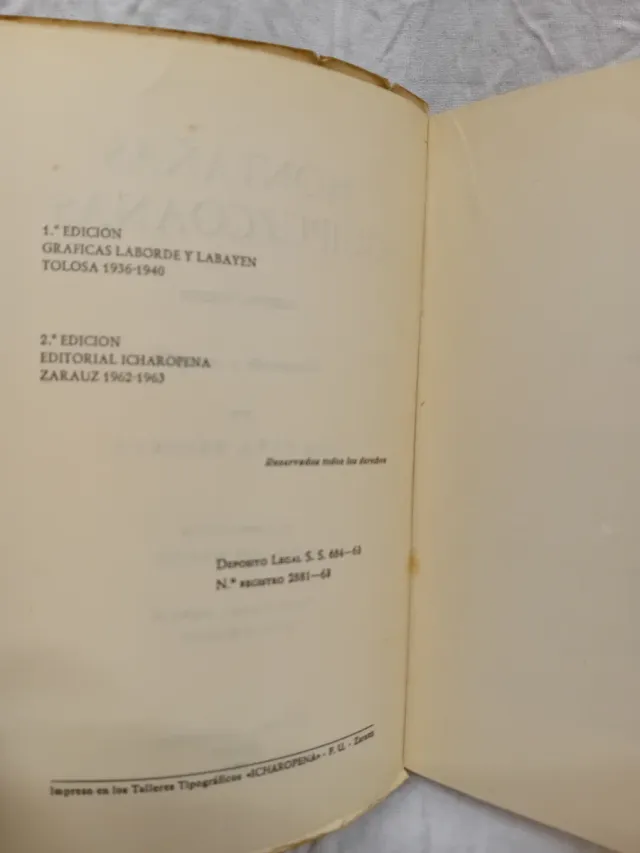 1.ª EDICION
GRAFICAS LABORDE Y LABAYEN
TOLOSA 1936-1940
2.ª EDICION
EDITORIAL ICHAROPENA
ZARAUZ 1962-1963
Reservados todos los derechos
DEPOSITO LEGAL S. S. 684—63
N.º REGISTRO 2881—63
Impreso en los Talleres Tipográficos «ICHAROPENA» - F. U. - Zarauz